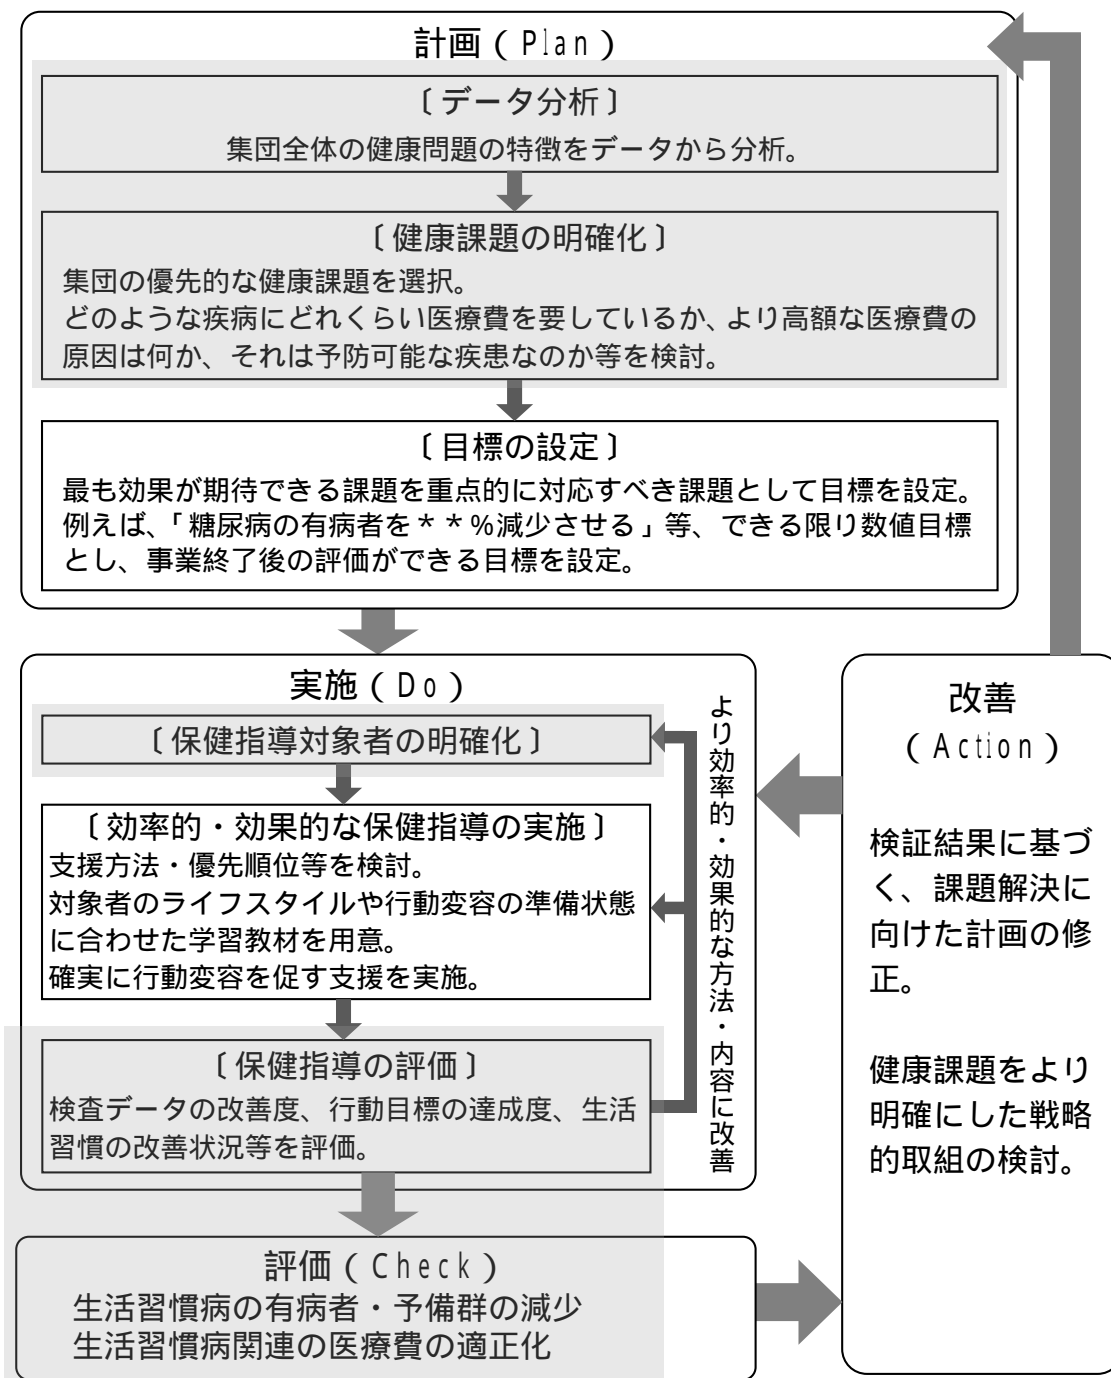 計画（Plan）
〔データ分析〕
集団全体の健康問題の特徴をデータから分析。
〔健康課題の明確化〕
集団の優先的な健康課題を選択。
どのような疾病にどれくらい医療費を要しているか、より高額な医療費の
原因は何か、それは予防可能な疾患なのか等を検討。
〔目標の設定〕
最も効果が期待できる課題を重点的に対応すべき課題として目標を設定。
例えば、「糖尿病の有病者を＊＊％減少させる」等、できる限り数値目標
とし、事業終了後の評価ができる目標を設定。
実施（Do）
〔保健指導対象者の明確化〕
〔効率的・効果的な保健指導の実施〕
支援方法・優先順位等を検討。
対象者のライフスタイルや行動変容の準備状態
に合わせた学習教材を用意。
確実に行動変容を促す支援を実施。
〔保健指導の評価〕
検査データの改善度、行動目標の達成度、生活
習慣の改善状況等を評価。
より効率的・効果的な方法・内容に改善
評価（Check）
生活習慣病の有病者・予備群の減少
生活習慣病関連の医療費の適正化
改善
（Action）
検証結果に基づ
く、課題解決に
向けた計画の修
正。
健康課題をより
明確にした戦略
的取組の検討。